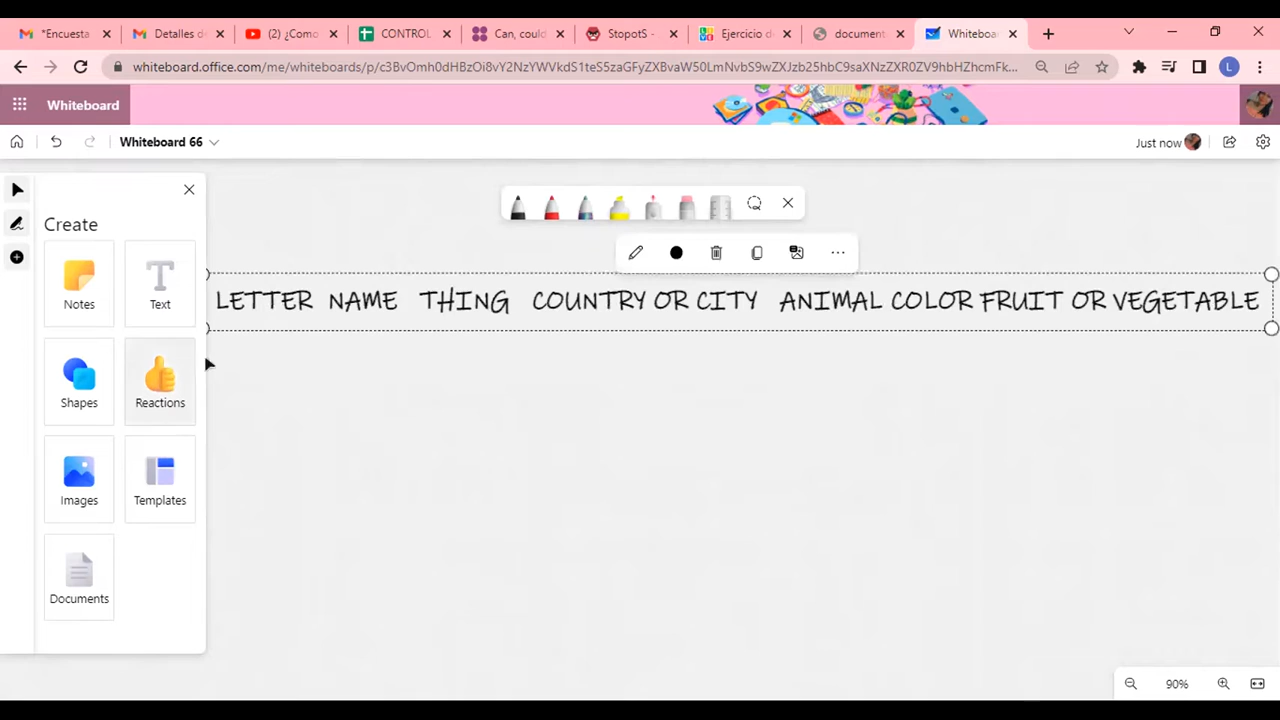 *Encuesta
Detalles d
(2) ¿Como
CONTROL
Can, could
StopotS -
Ejercicio d
document
Whiteboa
whiteboard.office.com/me/whiteboards/p/c3BvOmh0dHBzOi8vY2NzYWVkdS1teS5zaGFyZXBvaW50LmNvbS9wZXJzb25hbC9saXNzZXR0ZV9hbHZhcmFk...
L
Whiteboard
Whiteboard 66
Just now
Create
Notes
Text
Shapes
Reactions
Images
Templates
Documents
LETTER NAME THING COUNTRY OR CITY ANIMAL COLOR FRUIT OR VEGETABLE
90%